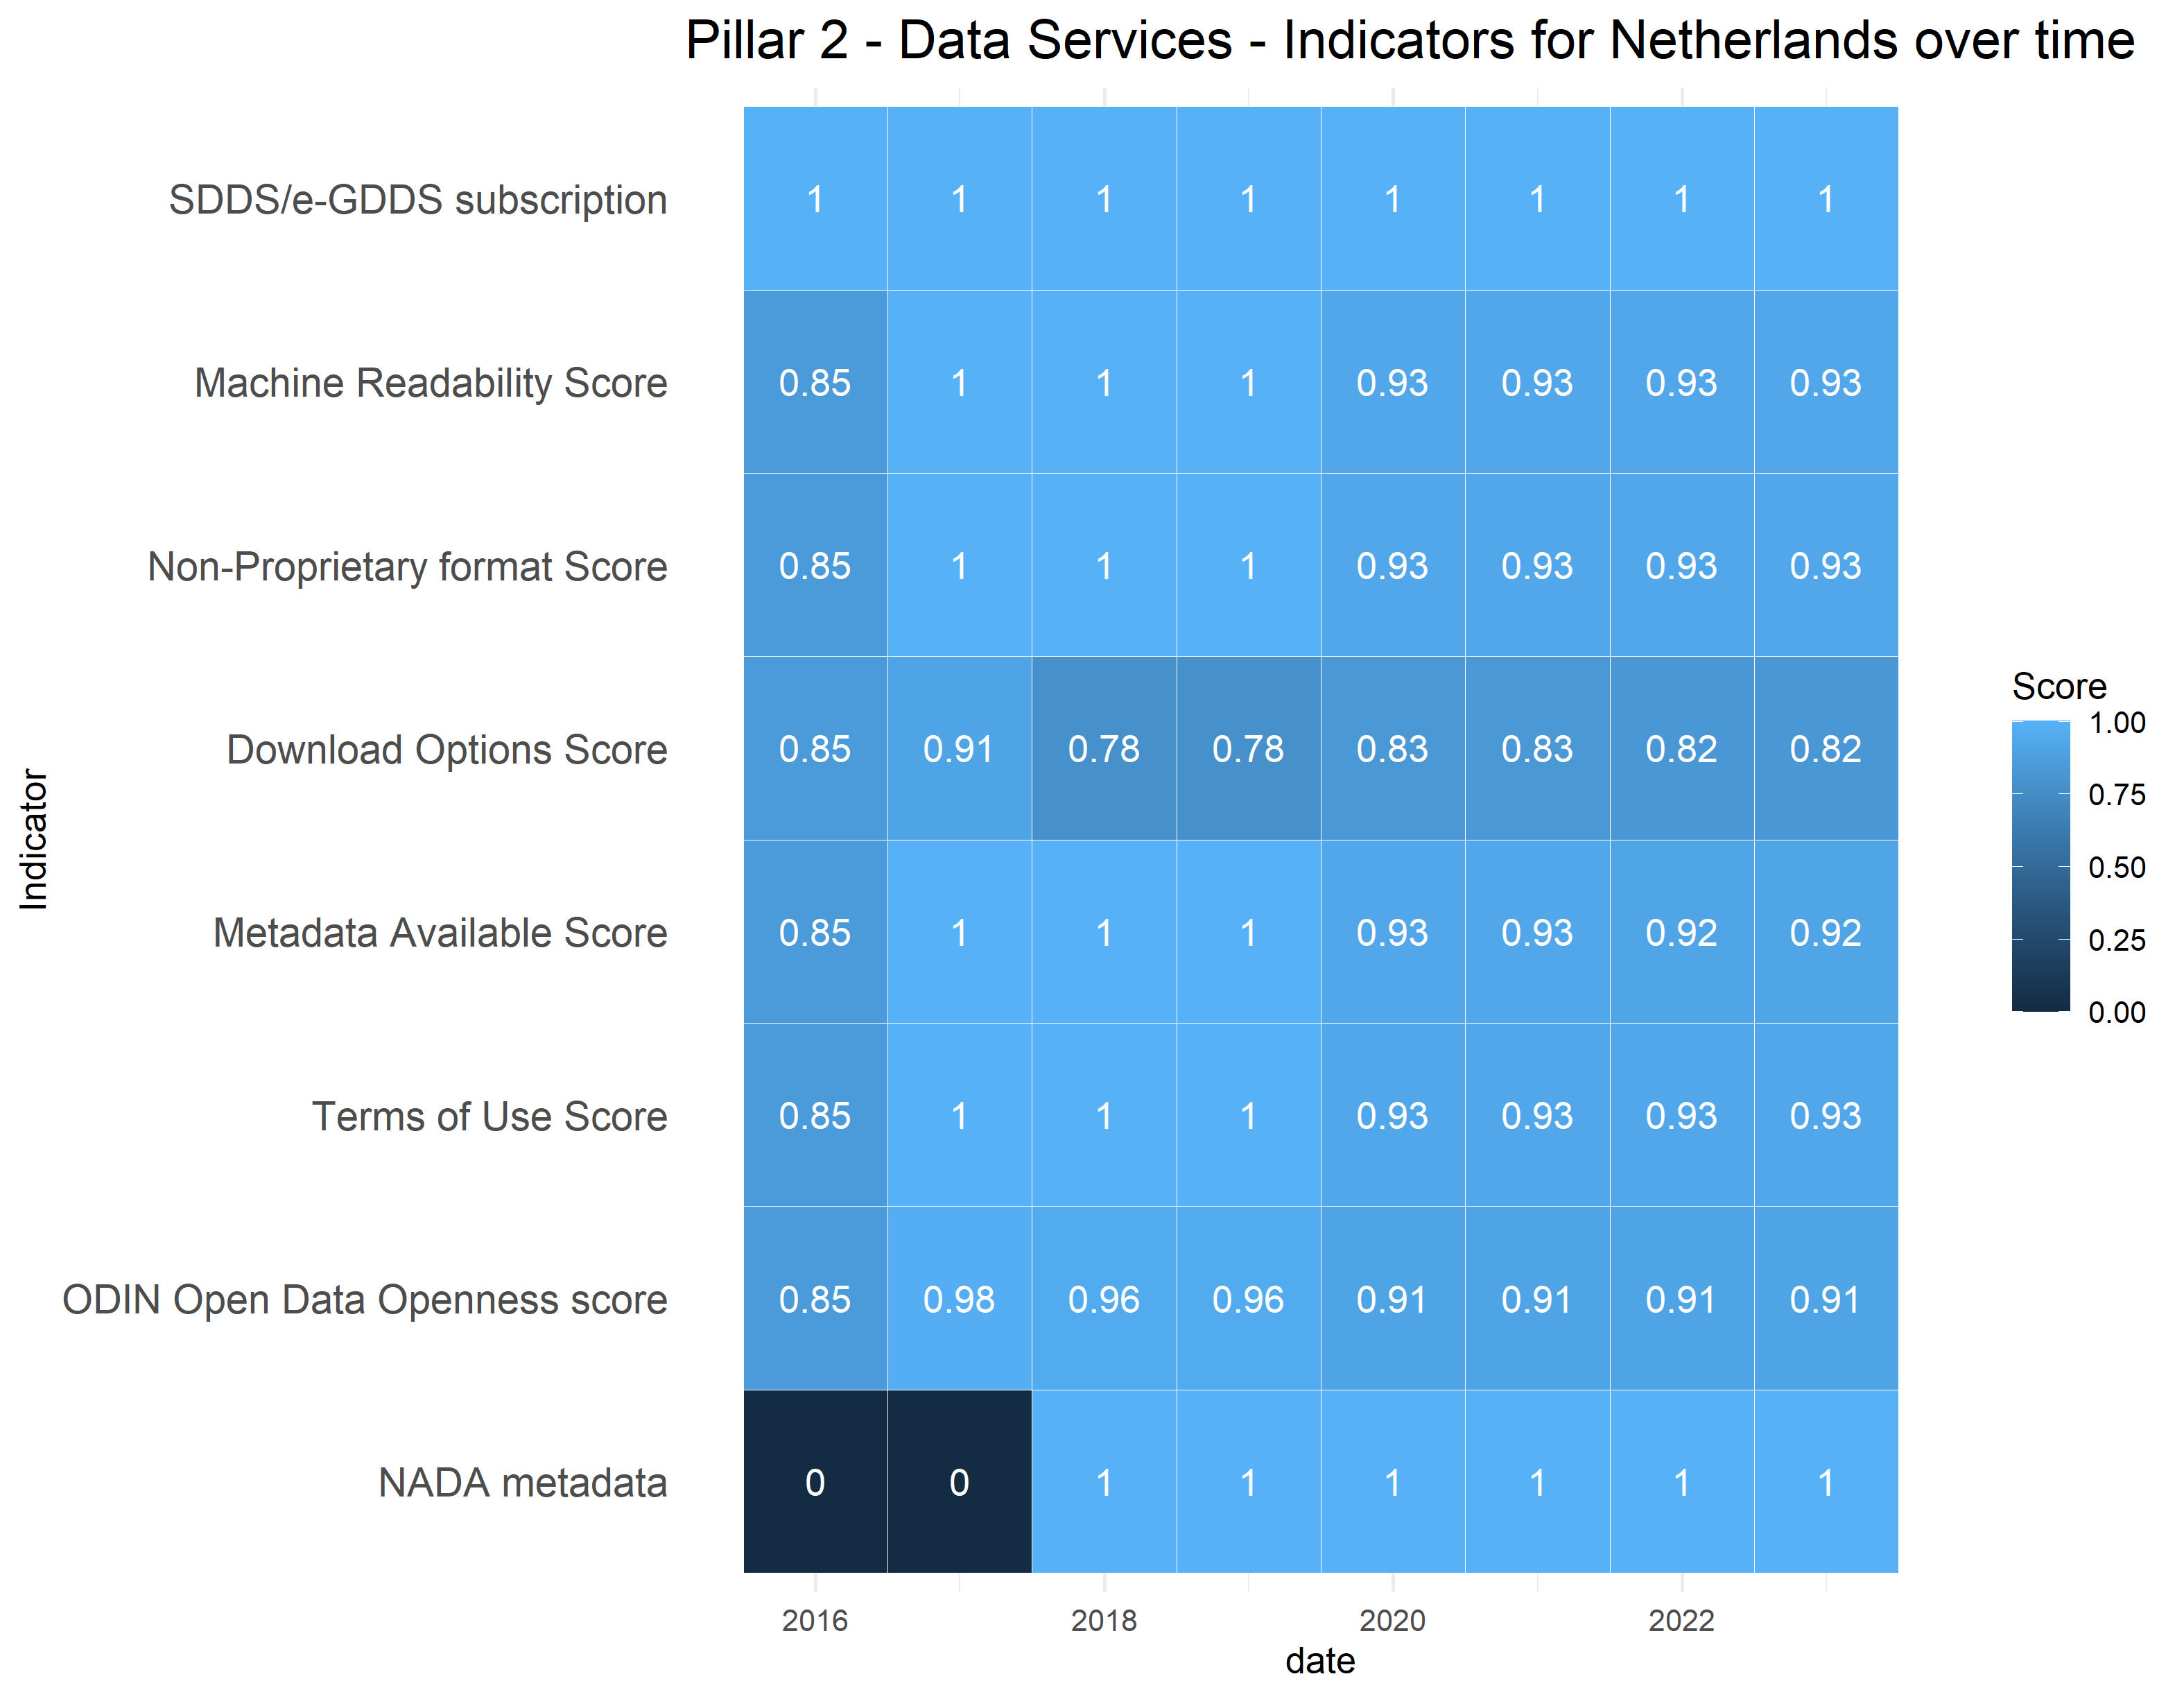 Pillar 2 - Data Services - Indicators for Netherlands over time
Indicator
SDDS/e-GDDS subscription 1 1 1 1 1 1 1 1
Machine Readability Score 0.85 1 1 1 0.93 0.93 0.93 0.93
Non-Proprietary format Score 0.85 1 1 1 0.93 0.93 0.93 0.93
Download Options Score 0.85 0.91 0.78 0.78 0.83 0.83 0.82 0.82
Metadata Available Score 0.85 1 1 1 0.93 0.93 0.92 0.92
Terms of Use Score 0.85 1 1 1 0.93 0.93 0.93 0.93
ODIN Open Data Openness score 0.85 0.98 0.96 0.96 0.91 0.91 0.91 0.91
NADA metadata 0 0 1 1 1 1 1 1
2016 2018 2020 2022
date
Score
1.00
0.75
0.50
0.25
0.00